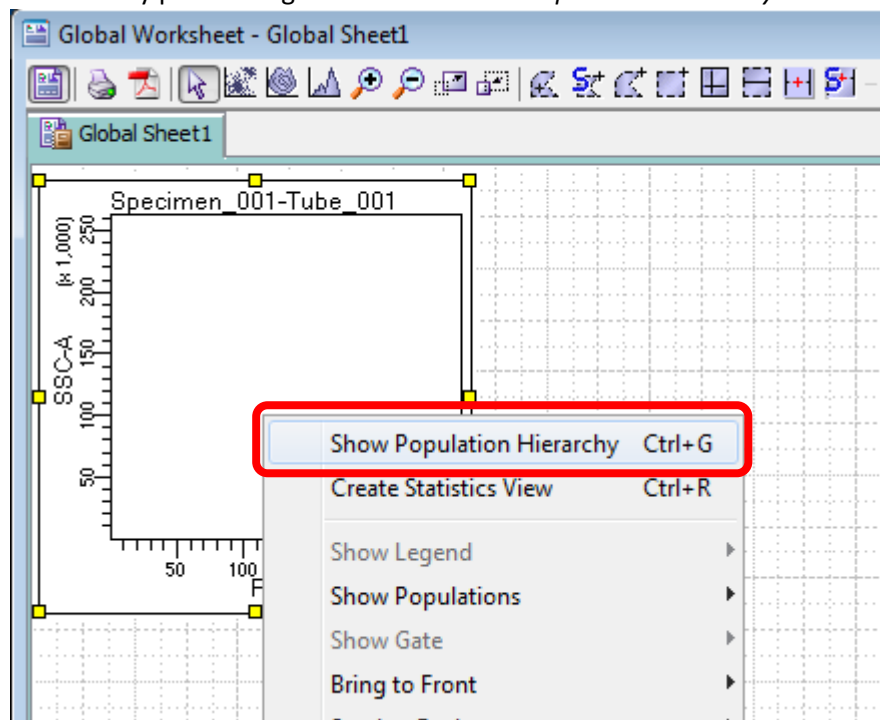 Global Worksheet - Global Sheet1
Global Sheet1
Specimen_001-Tube_001
SSC-A (x 1,000)
250
200
150
100
50
50 100
F
Show Population Hierarchy Ctrl+G
Create Statistics View Ctrl+R
Show Legend
Show Populations
Show Gate
Bring to Front